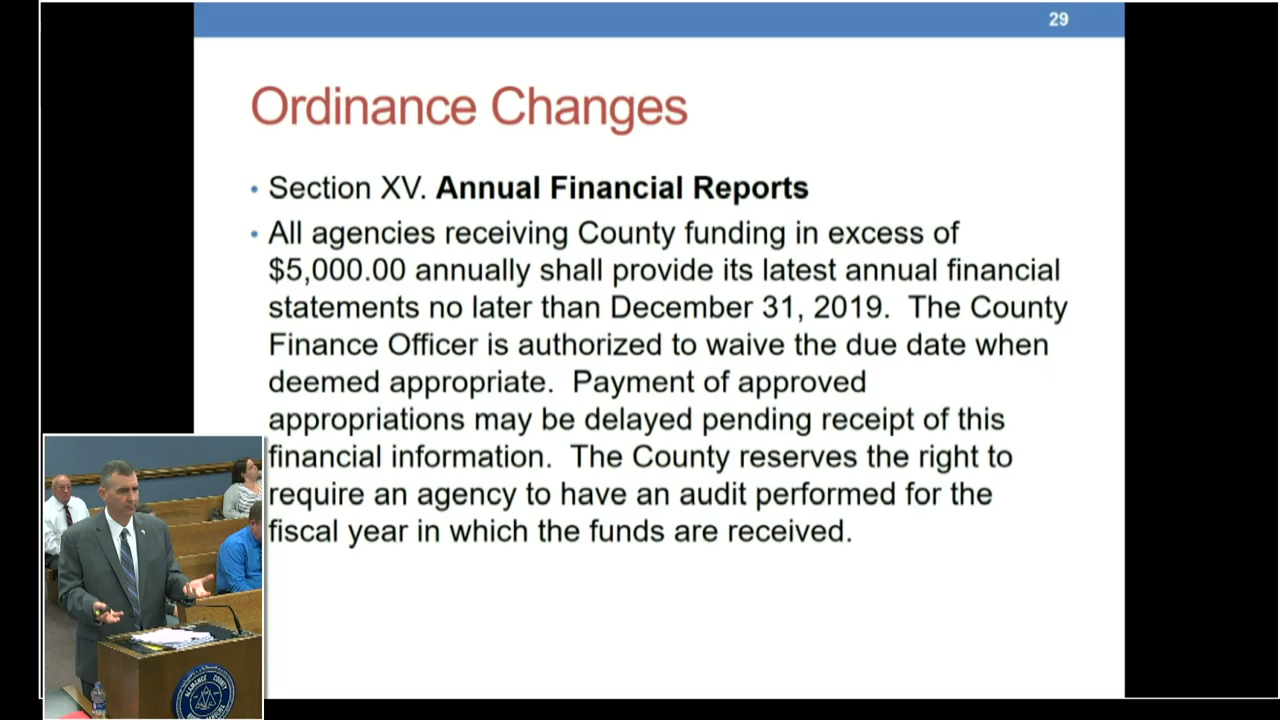 29
Ordinance Changes
• Section XV. Annual Financial Reports
• All agencies receiving County funding in excess of
$5,000.00 annually shall provide its latest annual financial
statements no later than December 31, 2019. The County
Finance Officer is authorized to waive the due date when
deemed appropriate. Payment of approved
appropriations may be delayed pending receipt of this
financial information. The County reserves the right to
require an agency to have an audit performed for the
fiscal year in which the funds are received.
ALAMANCE COUNTY